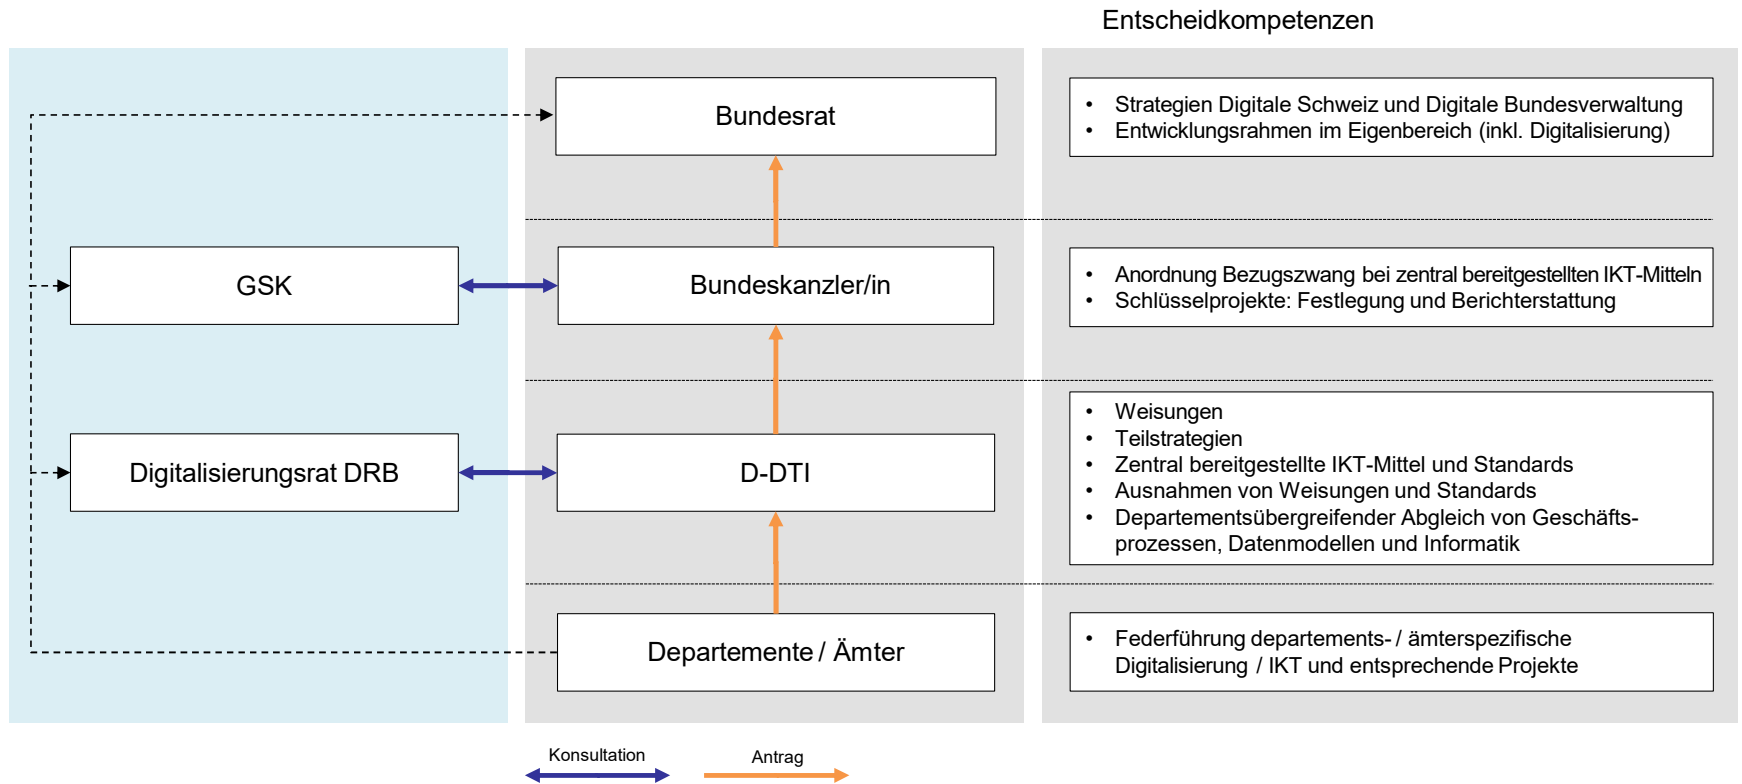 Entscheidkompetenzen
Bundesrat
• Strategien Digitale Schweiz und Digitale Bundesverwaltung
• Entwicklungsrahmen im Eigenbereich (inkl. Digitalisierung)
GSK
Bundeskanzler/in
• Anordnung Bezugszwang bei zentral bereitgestellten IKT-Mitteln
• Schlüsselprojekte: Festlegung und Berichterstattung
Digitalisierungsrat DRB
D-DTI
• Weisungen
• Teilstrategien
• Zentral bereitgestellte IKT-Mittel und Standards
• Ausnahmen von Weisungen und Standards
• Departementsübergreifender Abgleich von Geschäfts-
prozessen, Datenmodellen und Informatik
Departemente / Ämter
• Federführung departements- / ämterspezifische
Digitalisierung / IKT und entsprechende Projekte
Konsultation
Antrag